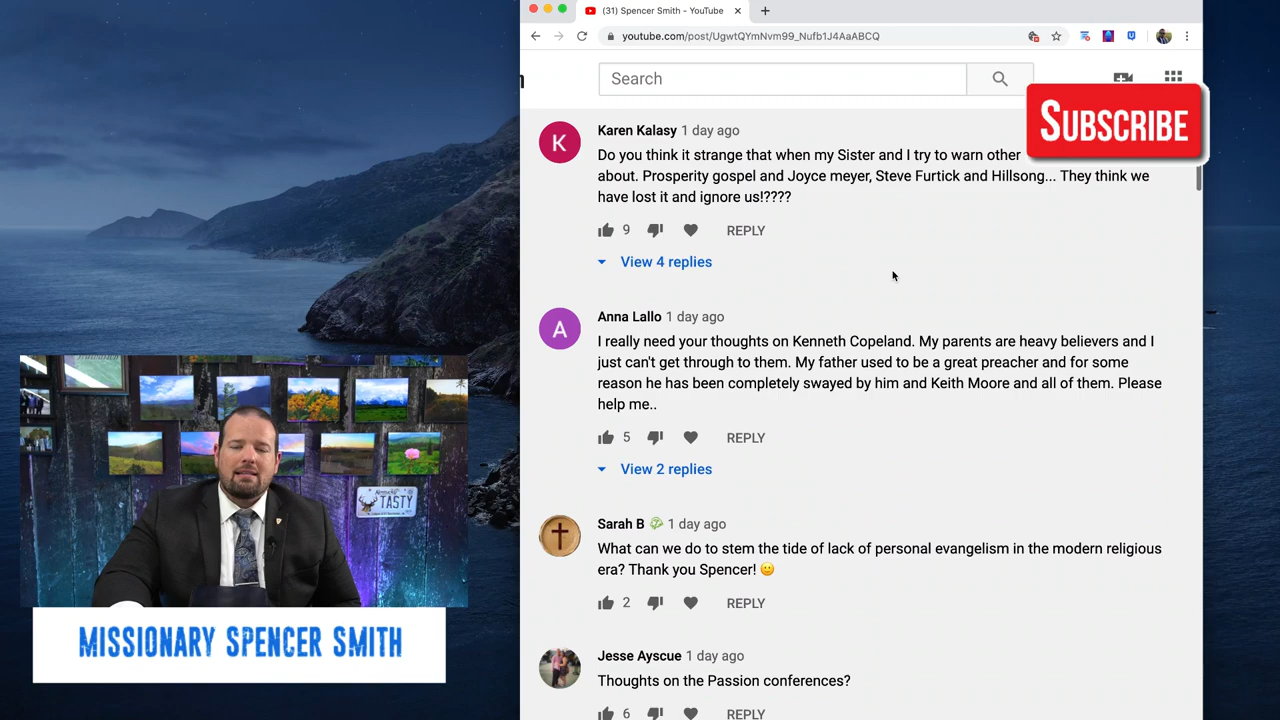 (31) Spencer Smith - YouTube
youtube.com/post/UgwtQYmNvm99_Nufb1J4AaABCQ
Search
SUBSCRIBE
K
Karen Kalasy 1 day ago
Do you think it strange that when my Sister and I try to warn other
about. Prosperity gospel and Joyce meyer, Steve Furtick and Hillsong... They think we
have lost it and ignore us!????
9 REPLY
View 4 replies
A
Anna Lallo 1 day ago
I really need your thoughts on Kenneth Copeland. My parents are heavy believers and I
just can't get through to them. My father used to be a great preacher and for some
reason he has been completely swayed by him and Keith Moore and all of them. Please
help me..
5 REPLY
View 2 replies
Sarah B 1 day ago
What can we do to stem the tide of lack of personal evangelism in the modern religious
era? Thank you Spencer! 🙂
2 REPLY
Jesse Ayscue 1 day ago
Thoughts on the Passion conferences?
6 REPLY
TASTY
MISSIONARY SPENCER SMITH